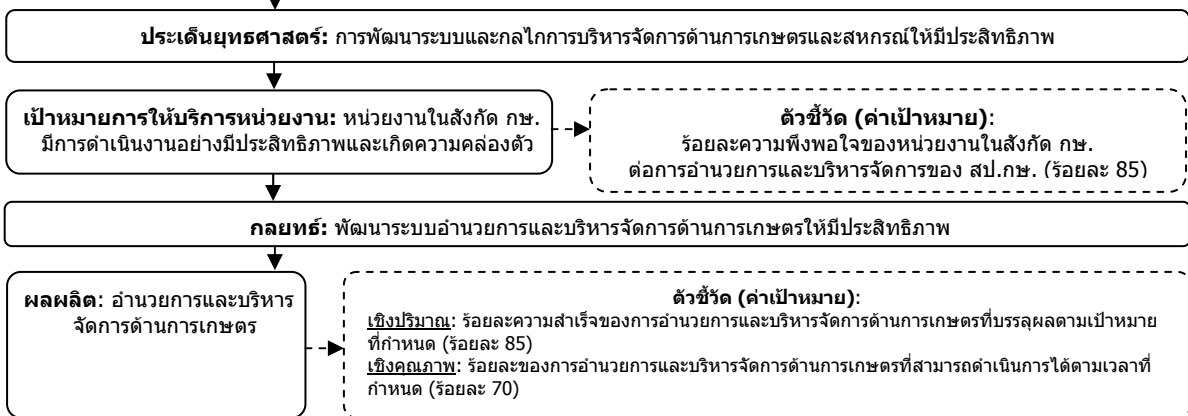 ประเด็นยุทธศาสตร์: การพัฒนาระบบและกลไกการบริหารจัดการด้านการเกษตรและสหกรณ์ให้มีประสิทธิภาพ
เป้าหมายการให้บริการหน่วยงาน: หน่วยงานในสังกัด กษ.
มีการดำเนินงานอย่างมีประสิทธิภาพและเกิดความคล่องตัว
ตัวชี้วัด (ค่าเป้าหมาย):
ร้อยละความพึงพอใจของหน่วยงานในสังกัด กษ.
ต่อการอำนวยการและบริหารจัดการของ สป.กษ. (ร้อยละ 85)
กลยุทธ์: พัฒนาระบบอำนวยการและบริหารจัดการด้านการเกษตรให้มีประสิทธิภาพ
ผลผลิต: อำนวยการและบริหาร
จัดการด้านการเกษตร
ตัวชี้วัด (ค่าเป้าหมาย):
เชิงปริมาณ: ร้อยละความสำเร็จของการอำนวยการและบริหารจัดการด้านการเกษตรที่บรรลุผลตามเป้าหมาย
ที่กำหนด (ร้อยละ 85)
เชิงคุณภาพ: ร้อยละของการอำนวยการและบริหารจัดการด้านการเกษตรที่สามารถดำเนินการได้ตามเวลาที่
กำหนด (ร้อยละ 70)